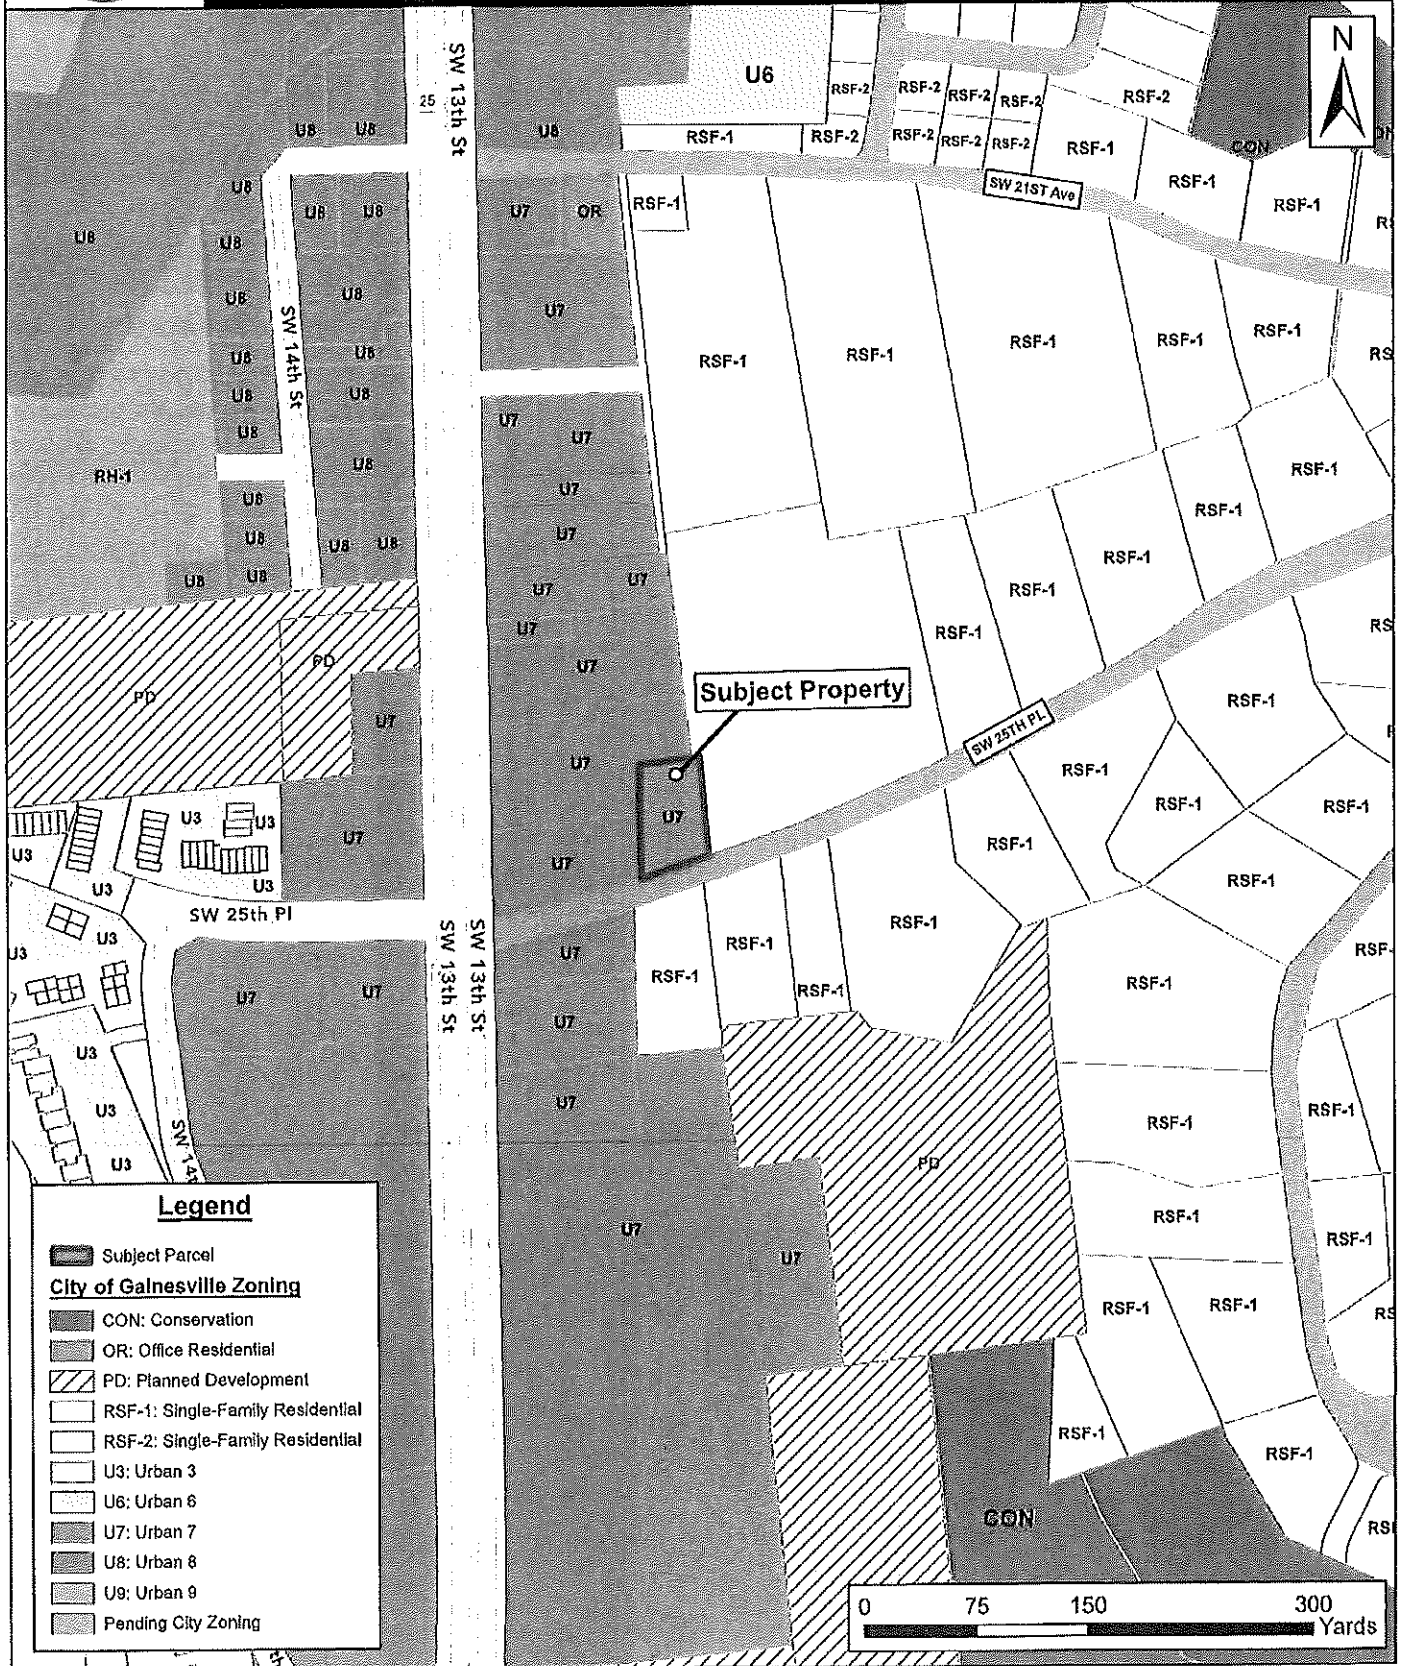 U6
N
SW 13th St
25
RSF-2
RSF-2
RSF-2
RSF-2
RSF-2
U8
U8
U8
RSF-1
RSF-2
RSF-2
RSF-2
RSF-2
RSF-1
CON
SW 21ST Ave
RSF-1
RSF-1
U8
U8
U8
U7
OR
RSF-1
U8
U8
U8
U8
U7
SW 14th St
RSF-1
RSF-1
RSF-1
RSF-1
RSF-1
U8
U8
U8
U8
U8
U7
U7
RH-1
U8
U7
RSF-1
U8
U8
U7
RSF-1
U8
U8
U8
U8
U7
U7
RSF-1
RSF-1
RSF-1
U7
U7
PD
PD
U7
Subject Property
SW 25TH PL
RSF-1
U7
U7
RSF-1
RSF-1
RSF-1
U3
U3
U7
U7
U3
U3
U3
U7
RSF-1
RSF-1
SW 25th Pl
SW 13th St
SW 13th St
U3
U3
U7
RSF-1
RSF-1
RSF-1
RSF-1
RSF-1
U7
U7
U7
U3
U3
U3
U7
RSF-1
RSF-1
PD
RSF-1
RSF-1
U7
U7
RSF-1
RSF-1
RSF-1
RSF-1
CON
Legend
Subject Parcel
City of Gainesville Zoning
CON: Conservation
OR: Office Residential
PD: Planned Development
RSF-1: Single-Family Residential
RSF-2: Single-Family Residential
U3: Urban 3
U6: Urban 6
U7: Urban 7
U8: Urban 8
U9: Urban 9
Pending City Zoning
0 75 150 300
Yards